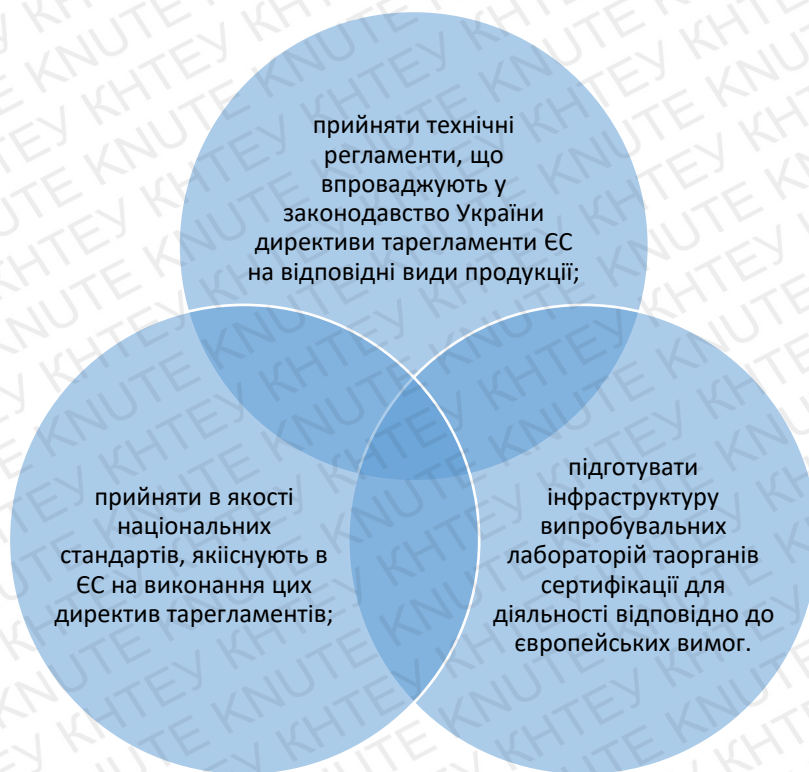 прийняти технічні
регламенти, що
впроваджують у
законодавство України
директиви тарегламенти ЄС
на відповідні види продукції;
прийняти в якості
національних
стандартів, якііснують в
ЄС на виконання цих
директив тарегламентів;
підготувати
інфраструктуру
випробувальних
лабораторій таорганів
сертифікації для
діяльності відповідно до
європейських вимог.